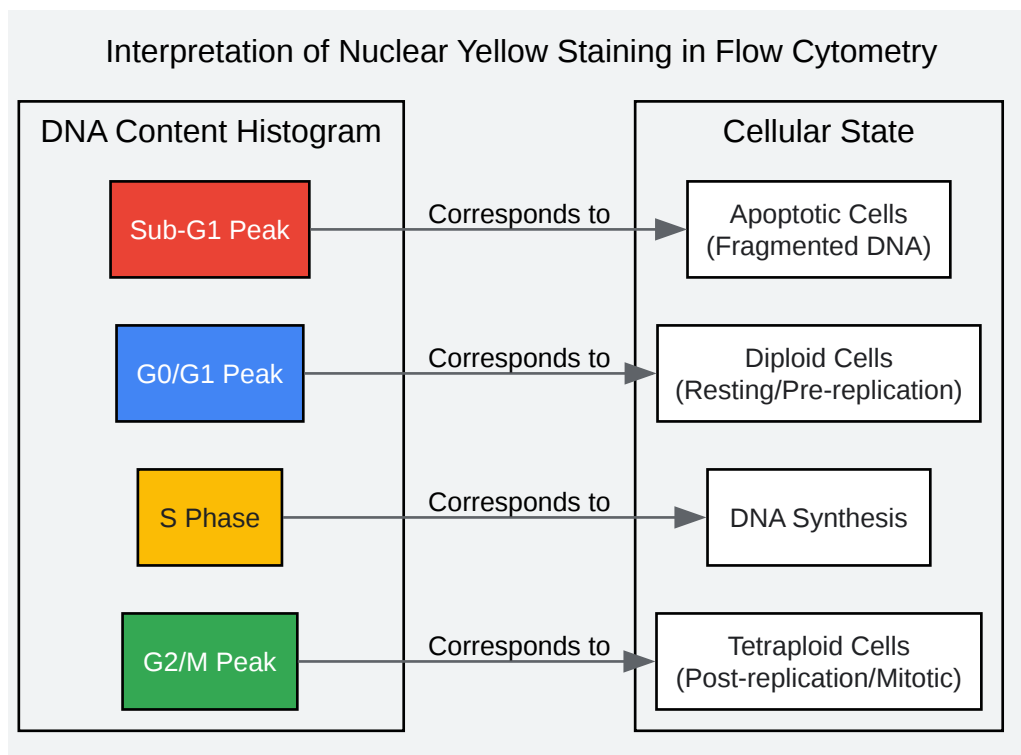 Interpretation of Nuclear Yellow Staining in Flow Cytometry
DNA Content Histogram
Cellular State
Sub-G1 Peak
Corresponds to
Apoptotic Cells
(Fragmented DNA)
G0/G1 Peak
Corresponds to
Diploid Cells
(Resting/Pre-replication)
S Phase
Corresponds to
DNA Synthesis
G2/M Peak
Corresponds to
Tetraploid Cells
(Post-replication/Mitotic)